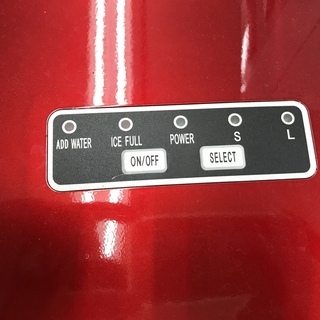 ADD WATER ICE FULL POWER S L
ON/OFF SELECT